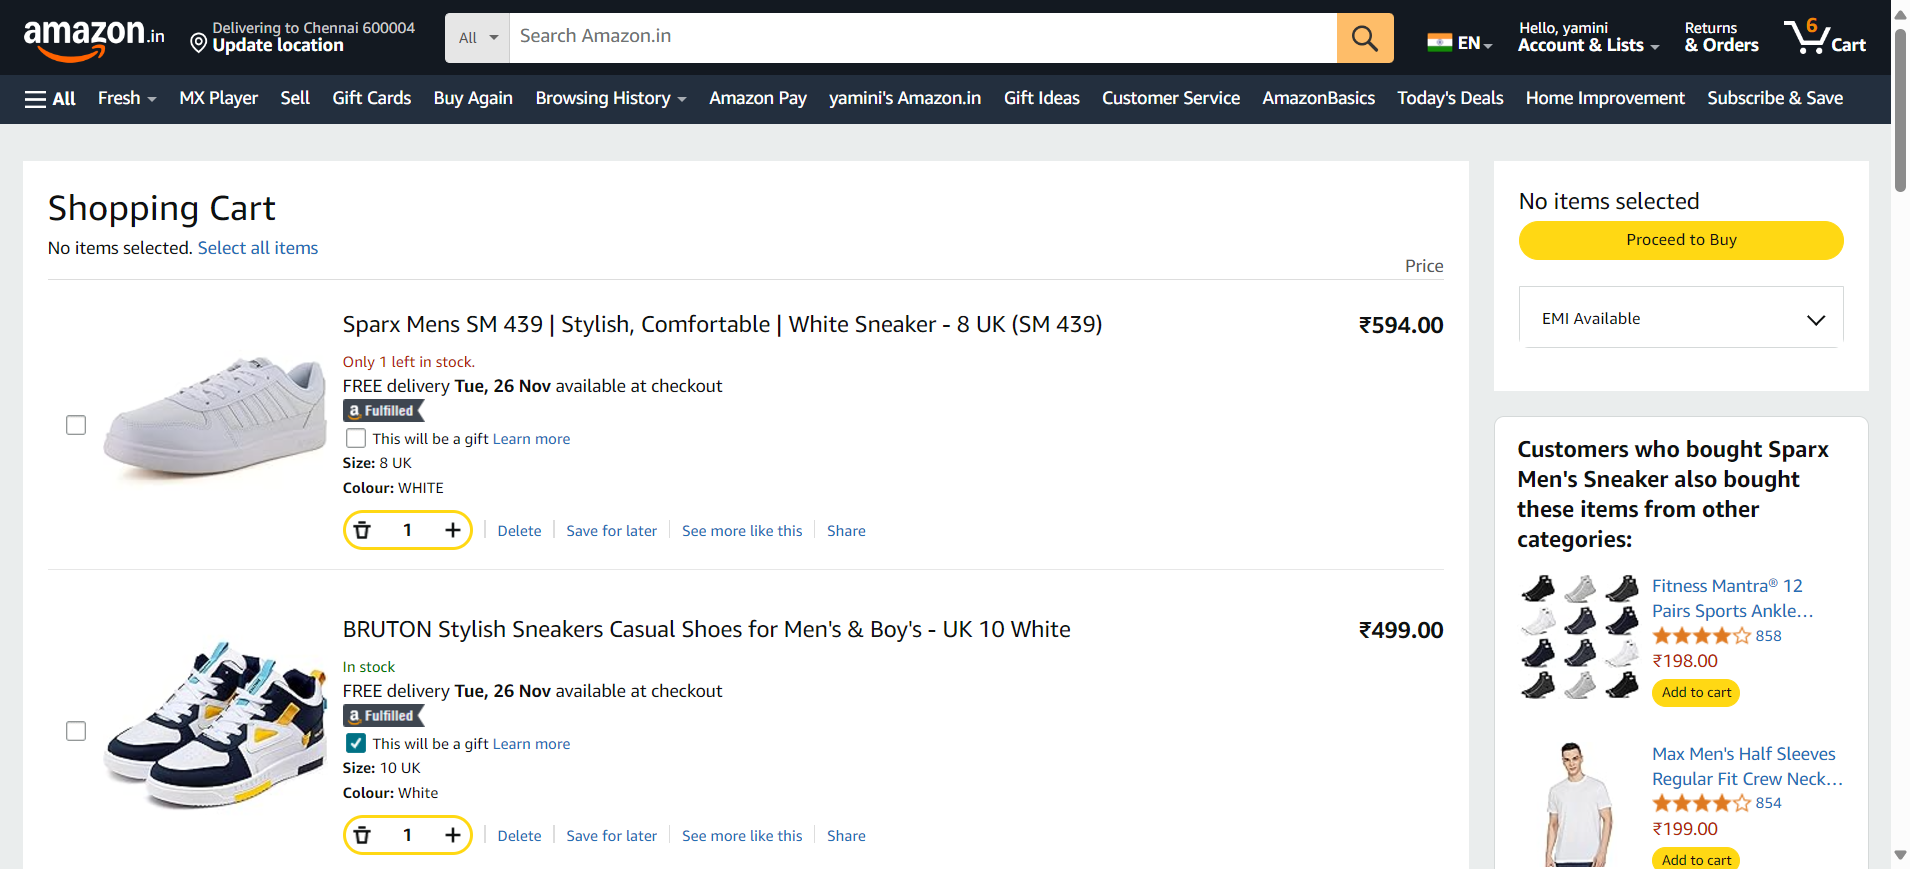 amazon.in
Delivering to Chennai 600004
Update location
All
Search Amazon.in
EN
Hello, yamini
Account & Lists
Returns
& Orders
6
Cart
All
Fresh
MX Player
Sell
Gift Cards
Buy Again
Browsing History
Amazon Pay
yamini's Amazon.in
Gift Ideas
Customer Service
AmazonBasics
Today's Deals
Home Improvement
Subscribe & Save
Shopping Cart
No items selected. Select all items
Price
Sparx Mens SM 439 | Stylish, Comfortable | White Sneaker - 8 UK (SM 439)
₹594.00
Only 1 left in stock.
FREE delivery Tue, 26 Nov available at checkout
a Fulfilled
This will be a gift Learn more
Size: 8 UK
Colour: WHITE
1
Delete
Save for later
See more like this
Share
BRUTON Stylish Sneakers Casual Shoes for Men's & Boy's - UK 10 White
₹499.00
In stock
FREE delivery Tue, 26 Nov available at checkout
a Fulfilled
This will be a gift Learn more
Size: 10 UK
Colour: White
1
Delete
Save for later
See more like this
Share
No items selected
Proceed to Buy
EMI Available
Customers who bought Sparx
Men's Sneaker also bought
these items from other
categories:
Fitness Mantra® 12
Pairs Sports Ankle…
858
₹198.00
Add to cart
Max Men's Half Sleeves
Regular Fit Crew Neck…
854
₹199.00
Add to cart